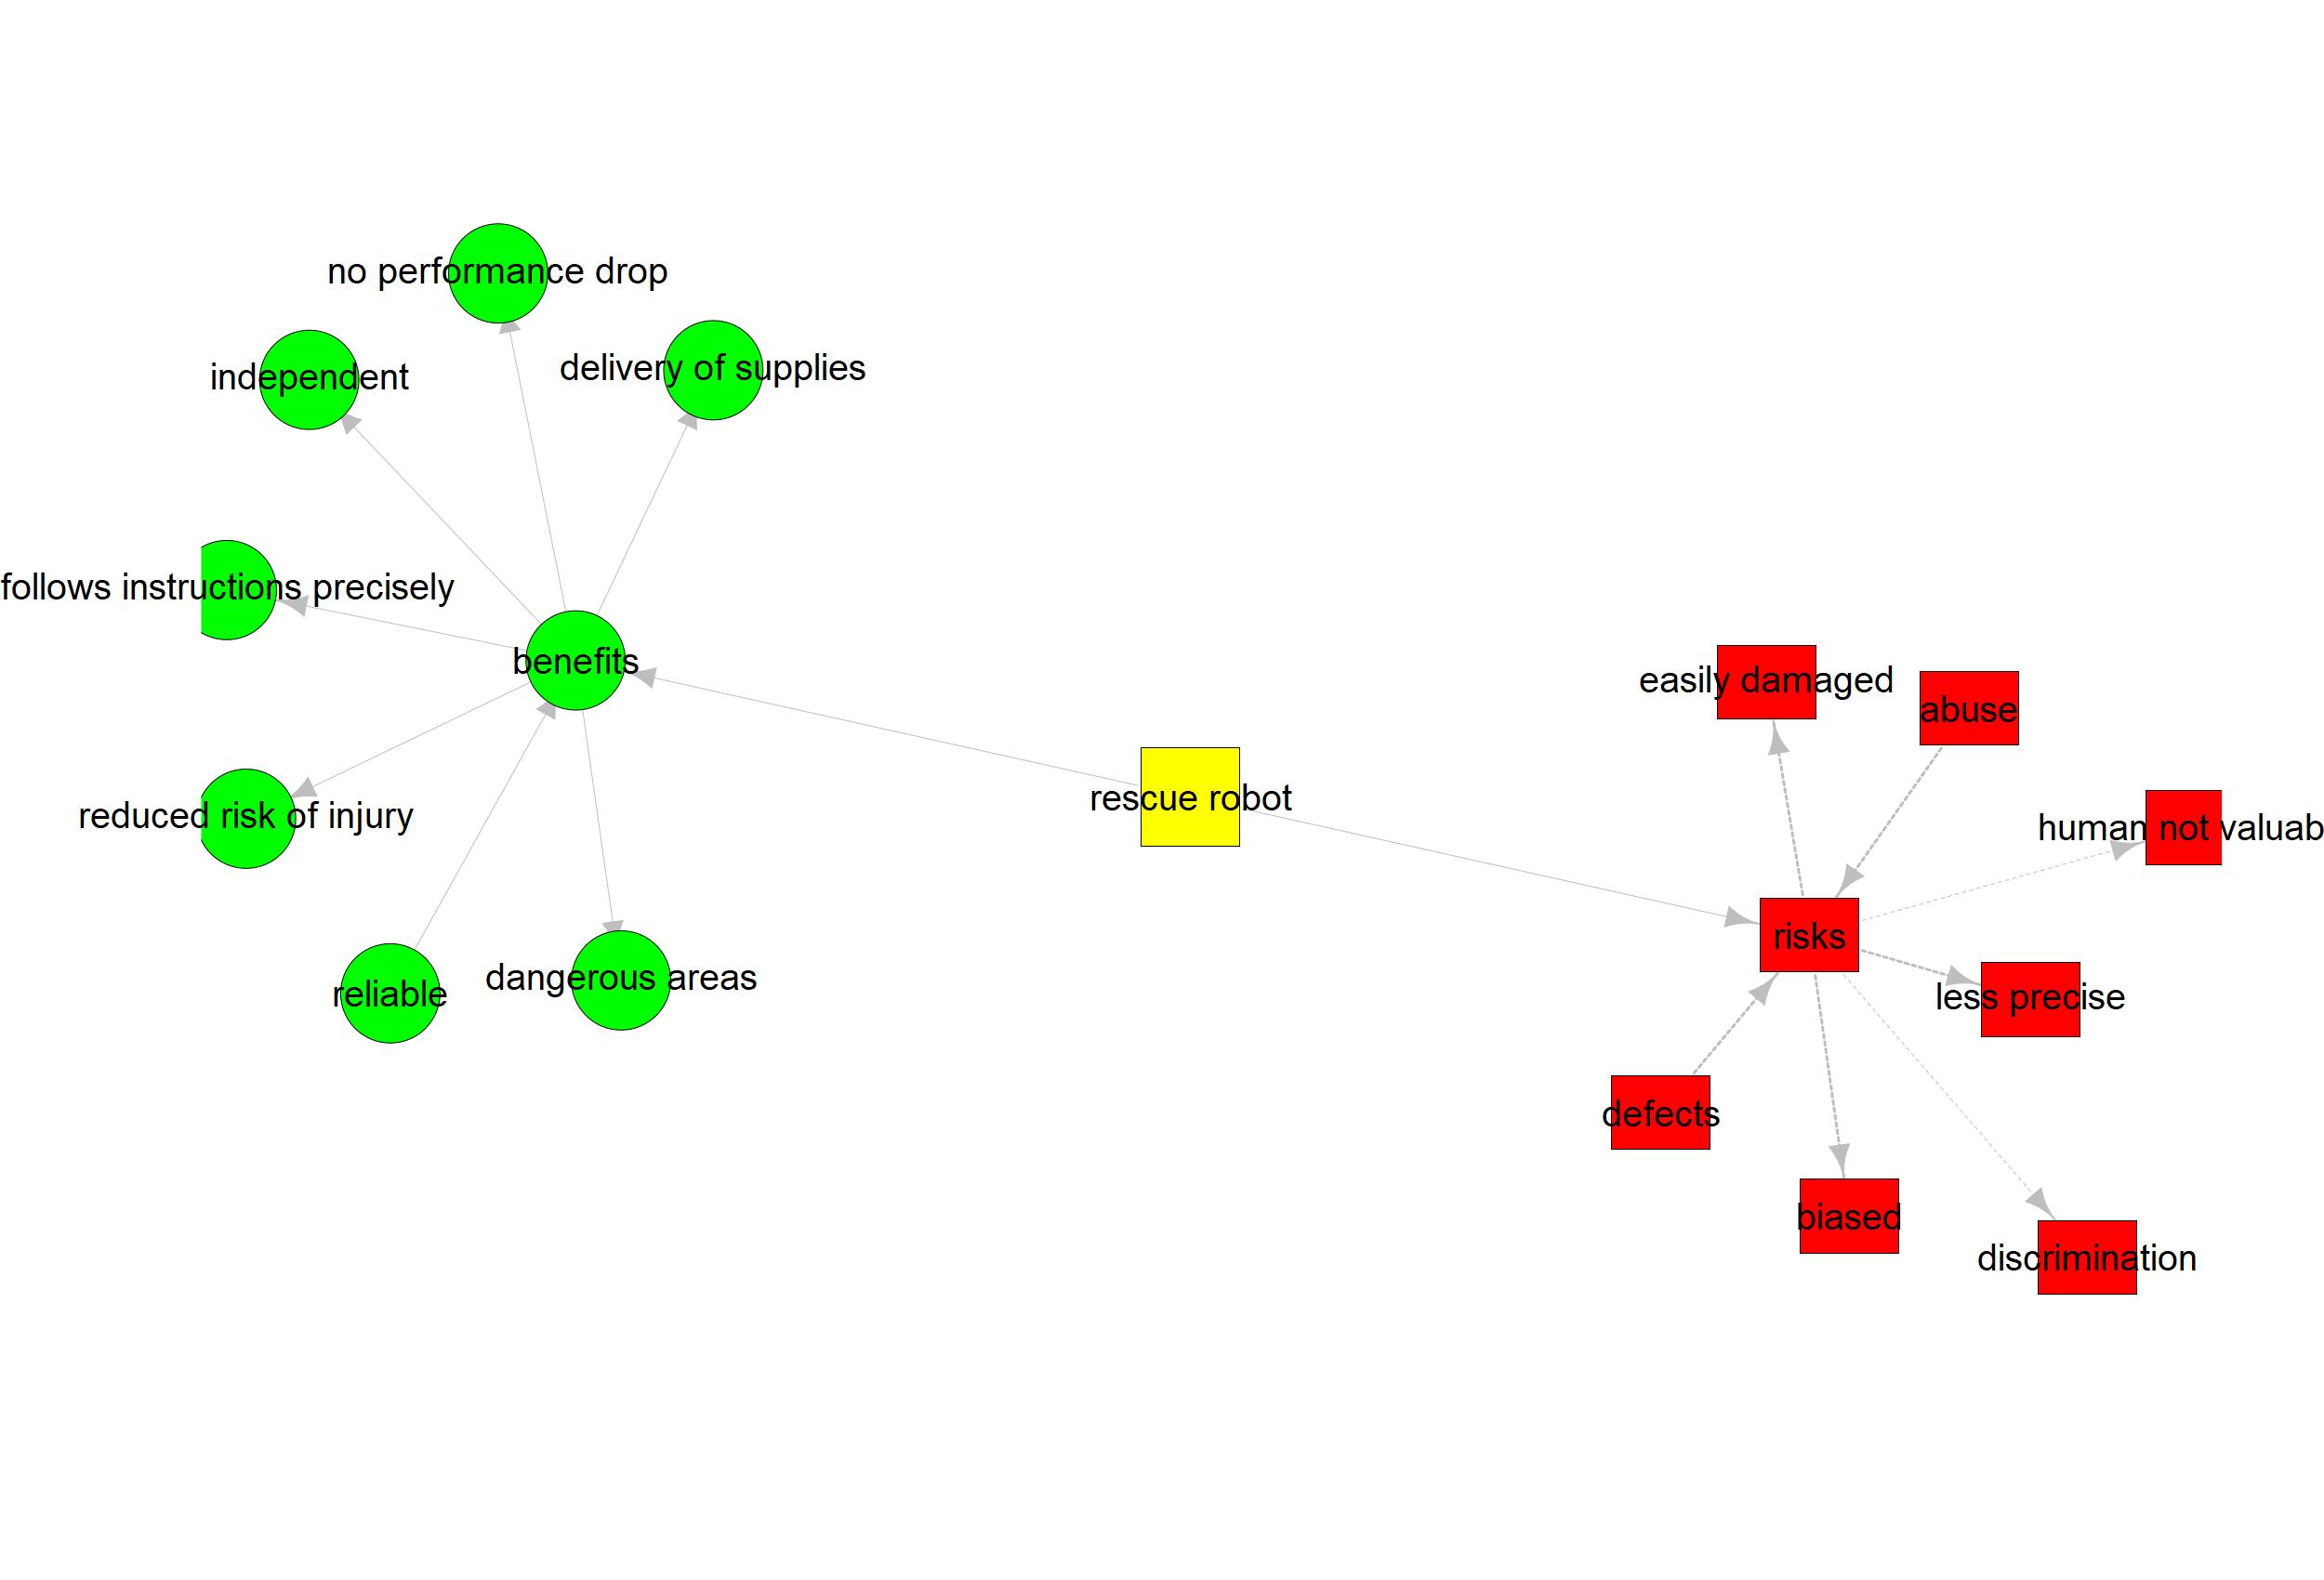 no performance drop
delivery of supplies
independent
follows instructions precisely
benefits
reduced risk of injury
reliable
dangerous areas
rescue robot
easily damaged
abuse
human not valuab
risks
less precise
defects
biased
discrimination